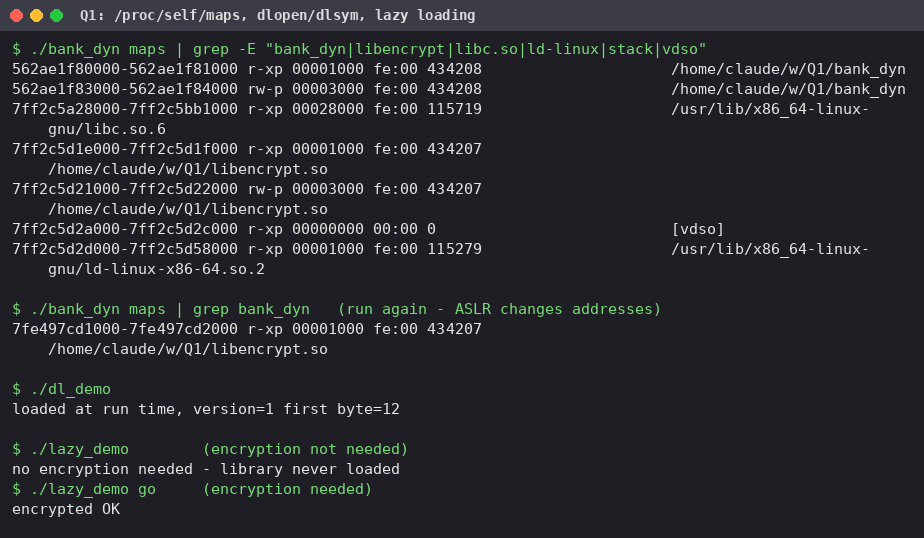 Q1: /proc/self/maps, dlopen/dlsym, lazy loading
$ ./bank_dyn maps | grep -E "bank_dyn|libencrypt|libc.so|ld-linux|stack|vdso"
562ae1f80000-562ae1f81000 r-xp 00001000 fe:00 434208                     /home/claude/w/Q1/bank_dyn
562ae1f83000-562ae1f84000 rw-p 00003000 fe:00 434208                     /home/claude/w/Q1/bank_dyn
7ff2c5a28000-7ff2c5bb1000 r-xp 00028000 fe:00 115719                     /usr/lib/x86_64-linux-
    gnu/libc.so.6
7ff2c5d1e000-7ff2c5d1f000 r-xp 00001000 fe:00 434207
    /home/claude/w/Q1/libencrypt.so
7ff2c5d21000-7ff2c5d22000 rw-p 00003000 fe:00 434207
    /home/claude/w/Q1/libencrypt.so
7ff2c5d2a000-7ff2c5d2c000 r-xp 00000000 00:00 0                          [vdso]
7ff2c5d2d000-7ff2c5d58000 r-xp 00001000 fe:00 115279                     /usr/lib/x86_64-linux-
    gnu/ld-linux-x86-64.so.2
$ ./bank_dyn maps | grep bank_dyn   (run again - ASLR changes addresses)
7fe497cd1000-7fe497cd2000 r-xp 00001000 fe:00 434207
    /home/claude/w/Q1/libencrypt.so
$ ./dl_demo
loaded at run time, version=1 first byte=12
$ ./lazy_demo        (encryption not needed)
no encryption needed - library never loaded
$ ./lazy_demo go     (encryption needed)
encrypted OK